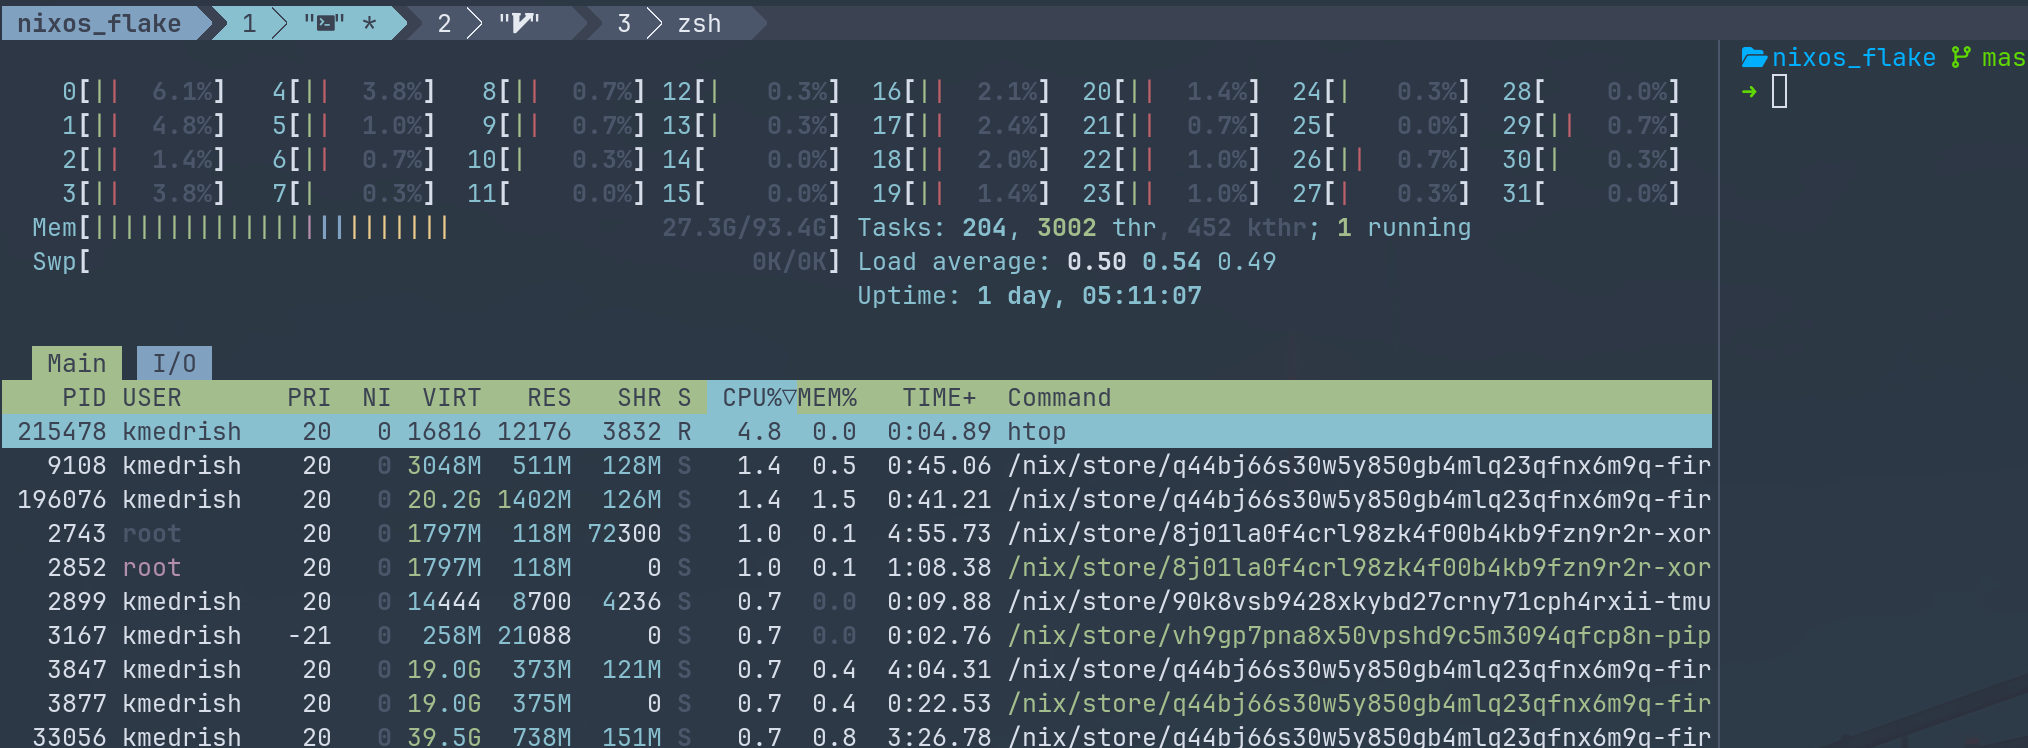 nixos_flake 1 "" * 2 "" 3 zsh
nixos_flake mas
0[|| 6.1%] 4[|| 3.8%] 8[|| 0.7%] 12[| 0.3%] 16[|| 2.1%] 20[|| 1.4%] 24[| 0.3%] 28[ 0.0%]
1[|| 4.8%] 5[|| 1.0%] 9[|| 0.7%] 13[| 0.3%] 17[|| 2.4%] 21[|| 0.7%] 25[ 0.0%] 29[|| 0.7%]
2[|| 1.4%] 6[|| 0.7%] 10[| 0.3%] 14[ 0.0%] 18[|| 2.0%] 22[|| 1.0%] 26[|| 0.7%] 30[| 0.3%]
3[|| 3.8%] 7[| 0.3%] 11[ 0.0%] 15[ 0.0%] 19[|| 1.4%] 23[|| 1.0%] 27[| 0.3%] 31[ 0.0%]
Mem[|||||||||||||||||||||||| 27.3G/93.4G] Tasks: 204, 3002 thr, 452 kthr; 1 running
Swp[ 0K/0K] Load average: 0.50 0.54 0.49
Uptime: 1 day, 05:11:07
Main I/O
PID USER PRI NI VIRT RES SHR S CPU%▽MEM% TIME+ Command
215478 kmedrish 20 0 16816 12176 3832 R 4.8 0.0 0:04.89 htop
9108 kmedrish 20 0 3048M 511M 128M S 1.4 0.5 0:45.06 /nix/store/q44bj66s30w5y850gb4mlq23qfnx6m9q-fir
196076 kmedrish 20 0 20.2G 1402M 126M S 1.4 1.5 0:41.21 /nix/store/q44bj66s30w5y850gb4mlq23qfnx6m9q-fir
2743 root 20 0 1797M 118M 72300 S 1.0 0.1 4:55.73 /nix/store/8j01la0f4crl98zk4f00b4kb9fzn9r2r-xor
2852 root 20 0 1797M 118M 0 S 1.0 0.1 1:08.38 /nix/store/8j01la0f4crl98zk4f00b4kb9fzn9r2r-xor
2899 kmedrish 20 0 14444 8700 4236 S 0.7 0.0 0:09.88 /nix/store/90k8vsb9428xkybd27crny71cph4rxii-tmu
3167 kmedrish -21 0 258M 21088 0 S 0.7 0.0 0:02.76 /nix/store/vh9gp7pna8x50vpshd9c5m3094qfcp8n-pip
3847 kmedrish 20 0 19.0G 373M 121M S 0.7 0.4 4:04.31 /nix/store/q44bj66s30w5y850gb4mlq23qfnx6m9q-fir
3877 kmedrish 20 0 19.0G 375M 0 S 0.7 0.4 0:22.53 /nix/store/q44bj66s30w5y850gb4mlq23qfnx6m9q-fir
33056 kmedrish 20 0 39.5G 738M 151M S 0.7 0.8 3:26.78 /nix/store/q44bj66s30w5y850gb4mlq23qfnx6m9q-fir